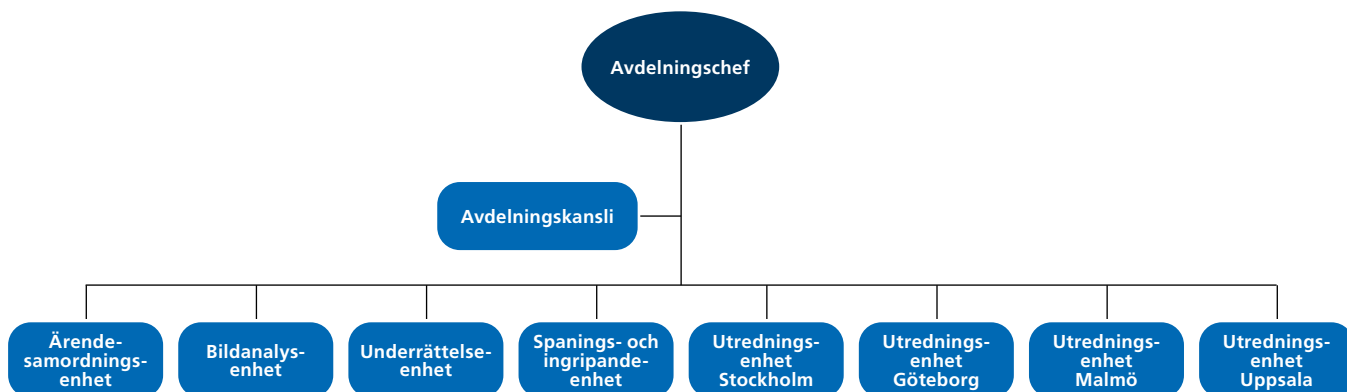 Avdelningschef
Avdelningskansli
Ärende-
samordnings-
enhet
Bildanalys-
enhet
Underrättelse-
enhet
Spanings- och
ingripande-
enhet
Utrednings-
enhet
Stockholm
Utrednings-
enhet
Göteborg
Utrednings-
enhet
Malmö
Utrednings-
enhet
Uppsala